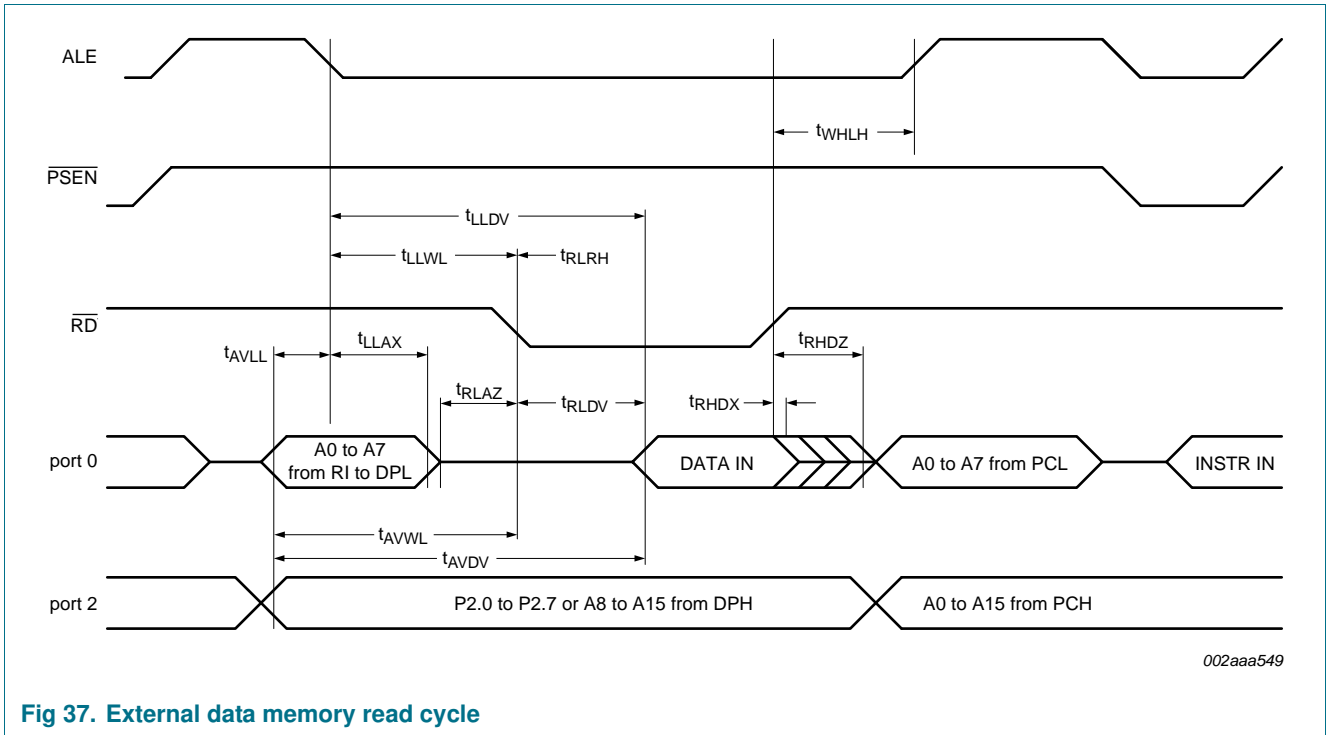 ALE
tWHLH
PSEN
tLLDV
tLLWL
tRLRH
RD
tAVLL
tLLAX
tRHDZ
tRLAZ
tRLDV
tRHDX
port 0
A0 to A7
from RI to DPL
DATA IN
A0 to A7 from PCL
INSTR IN
tAVWL
tAVDV
port 2
P2.0 to P2.7 or A8 to A15 from DPH
A0 to A15 from PCH
002aaa549
Fig 37. External data memory read cycle